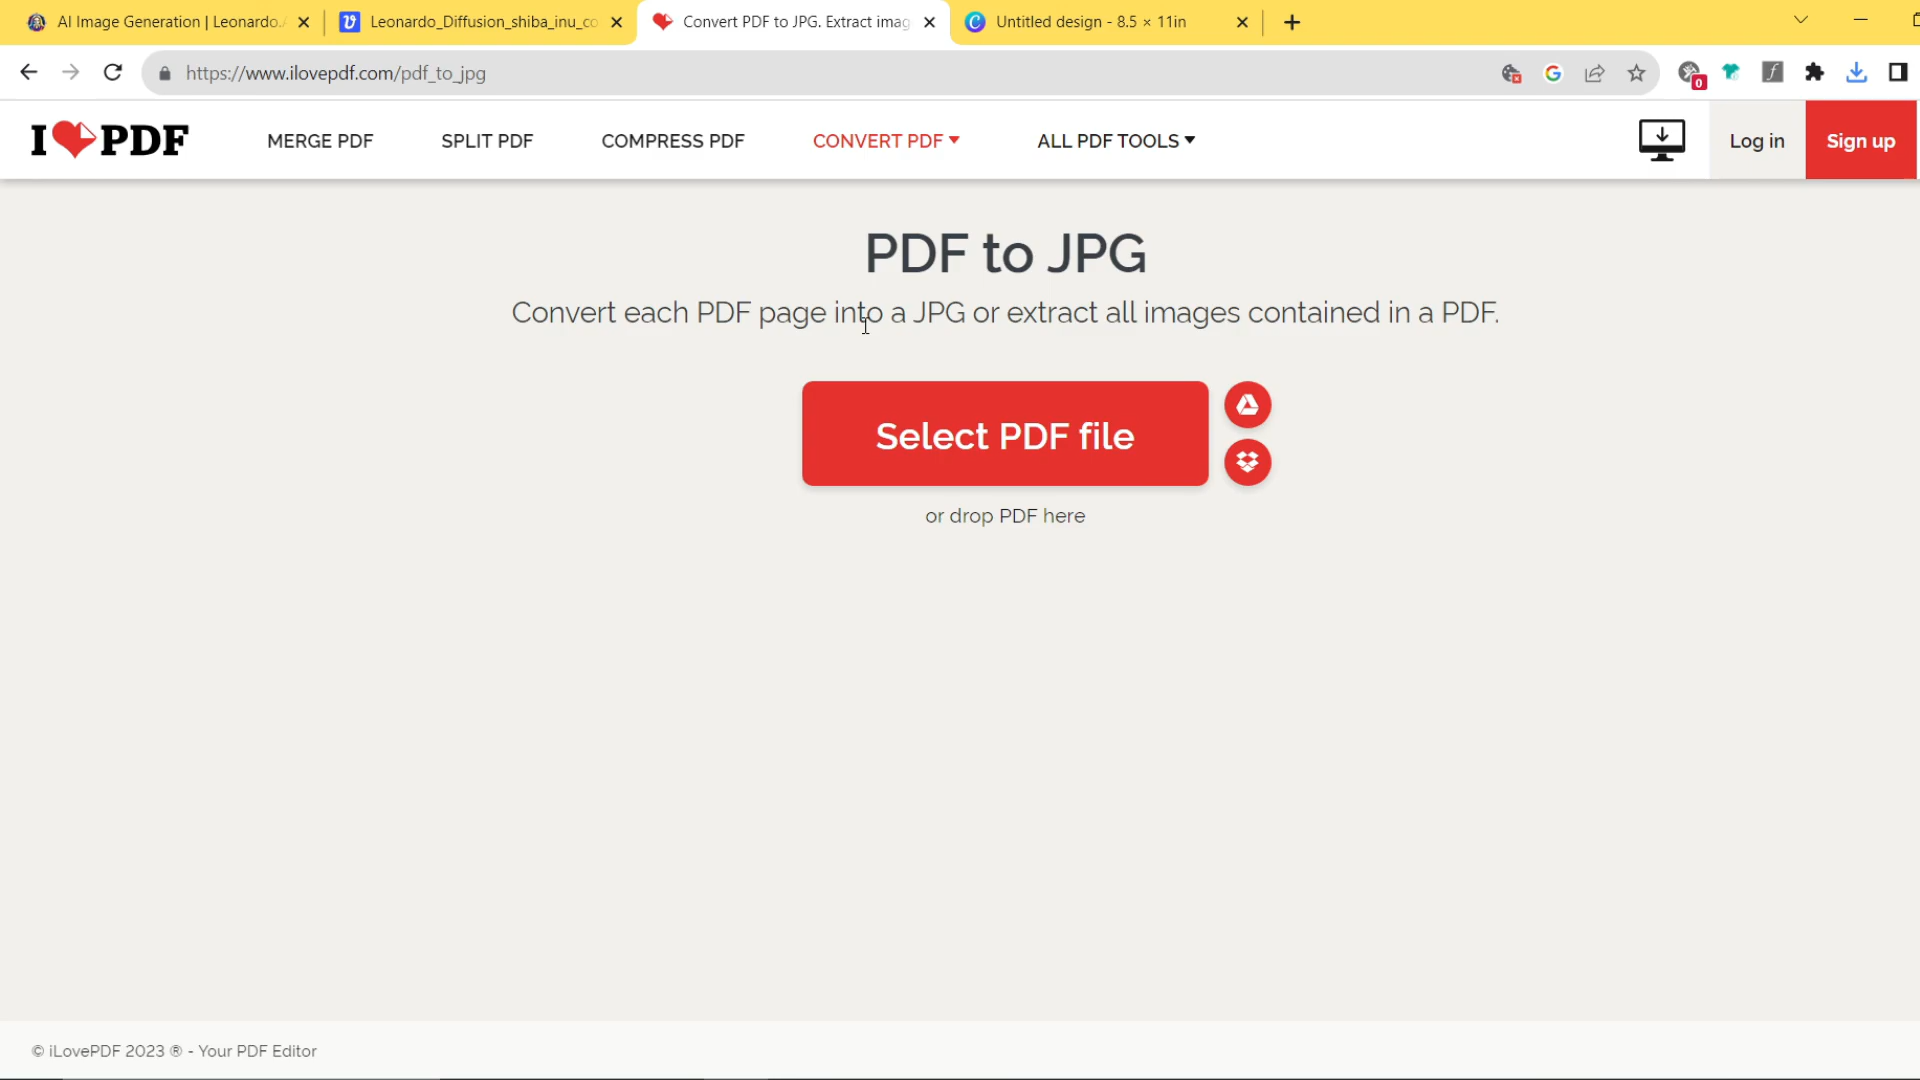 AI Image Generation | Leonardo.
Leonardo_Diffusion_shiba_inu_co
Convert PDF to JPG. Extract imag
Untitled design - 8.5 × 11in
https://www.ilovepdf.com/pdf_to_jpg
0
I PDF
MERGE PDF
SPLIT PDF
COMPRESS PDF
CONVERT PDF
ALL PDF TOOLS
Log in
Sign up
PDF to JPG
Convert each PDF page into a JPG or extract all images contained in a PDF.
Select PDF file
or drop PDF here
© iLovePDF 2023 ® - Your PDF Editor